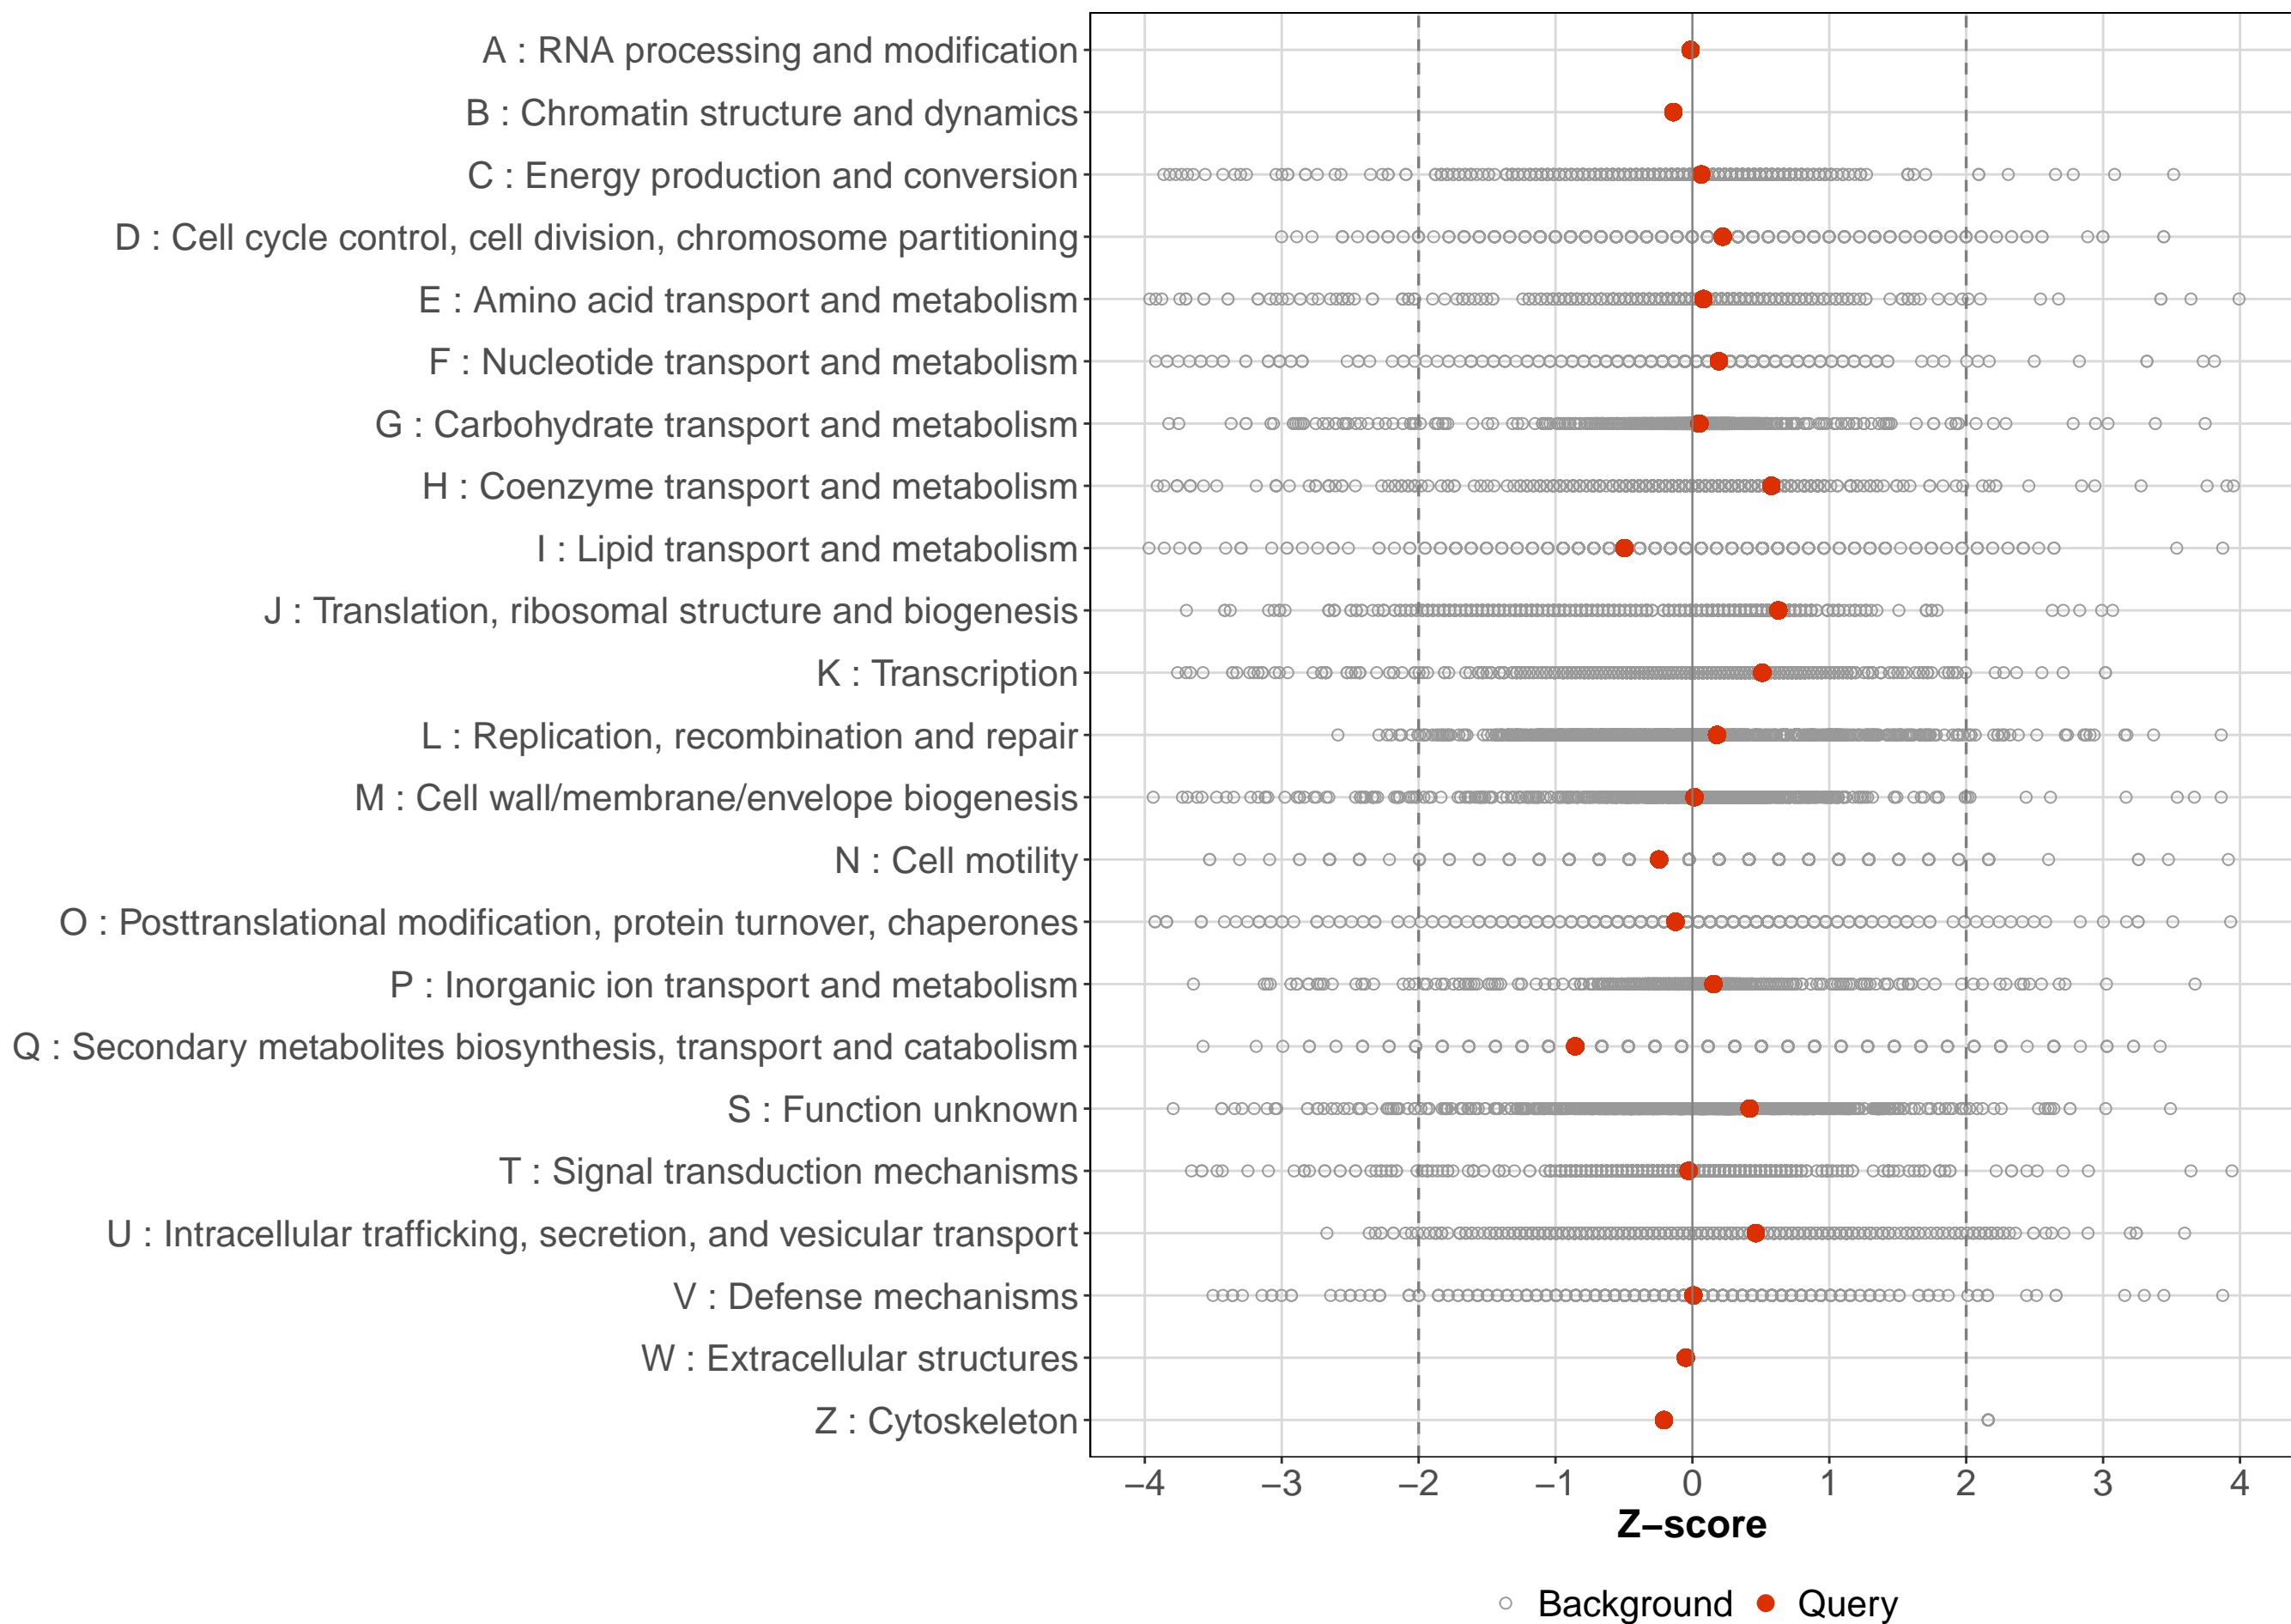 A : RNA processing and modification
B : Chromatin structure and dynamics
C : Energy production and conversion
D : Cell cycle control, cell division, chromosome partitioning
E : Amino acid transport and metabolism
F : Nucleotide transport and metabolism
G : Carbohydrate transport and metabolism
H : Coenzyme transport and metabolism
I : Lipid transport and metabolism
J : Translation, ribosomal structure and biogenesis
K : Transcription
L : Replication, recombination and repair
M : Cell wall/membrane/envelope biogenesis
N : Cell motility
O : Posttranslational modification, protein turnover, chaperones
P : Inorganic ion transport and metabolism
Q : Secondary metabolites biosynthesis, transport and catabolism
S : Function unknown
T : Signal transduction mechanisms
U : Intracellular trafficking, secretion, and vesicular transport
V : Defense mechanisms
W : Extracellular structures
Z : Cytoskeleton
−4 −3 −2 −1 0 1 2 3 4
Z−score
Background Query